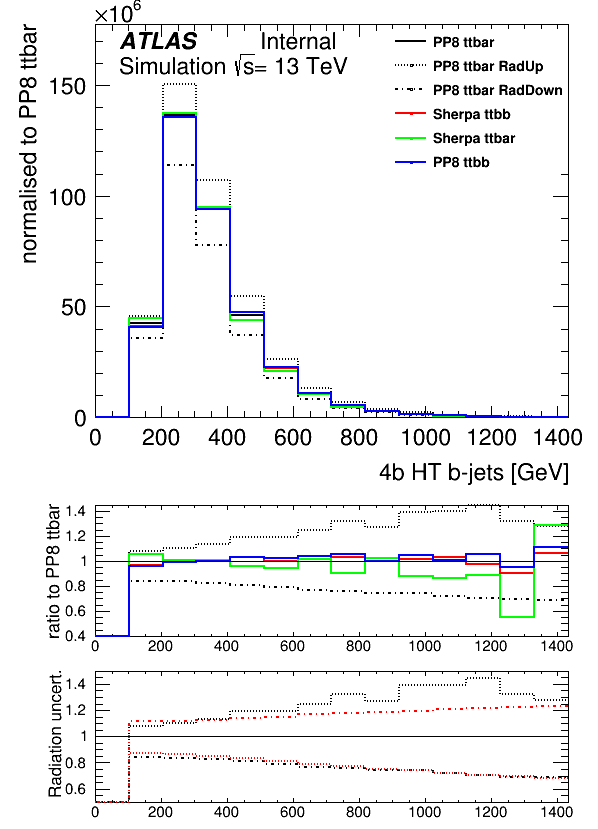 ×10⁶
ATLAS Internal
Simulation √s= 13 TeV
PP8 ttbar
PP8 ttbar RadUp
PP8 ttbar RadDown
Sherpa ttbb
Sherpa ttbar
PP8 ttbb
normalised to PP8 ttbar
150
100
50
0
0 200 400 600 800 1000 1200 1400
4b HT b-jets [GeV]
ratio to PP8 ttbar
1.4
1.2
1
0.8
0.6
0.4
0 200 400 600 800 1000 1200 1400
Radiation uncert.
1.4
1.2
1
0.8
0.6
0 200 400 600 800 1000 1200 1400